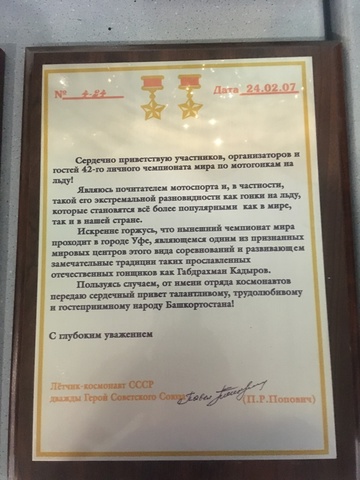 № 4-24 Дата 24.02.07
Сердечно приветствую участников, организаторов и
гостей 42-го личного чемпионата мира по мотогонкам на
льду!
Являюсь почитателем мотоспорта и, в частности,
такой его экстремальной разновидности как гонки на льду,
которые становятся всё более популярными как в мире,
так и в нашей стране.
Искренне горжусь, что нынешний чемпионат мира
проходит в городе Уфе, являющемся одним из признанных
мировых центров этого вида соревнований и развивающем
замечательные традиции таких прославленных
отечественных гонщиков как Габдрахман Кадыров.
Пользуясь случаем, от имени отряда космонавтов
передаю сердечный привет талантливому, трудолюбивому
и гостеприимному народу Башкортостана!
С глубоким уважением
Лётчик-космонавт СССР
дважды Герой Советского Союза (П.Р.Попович)